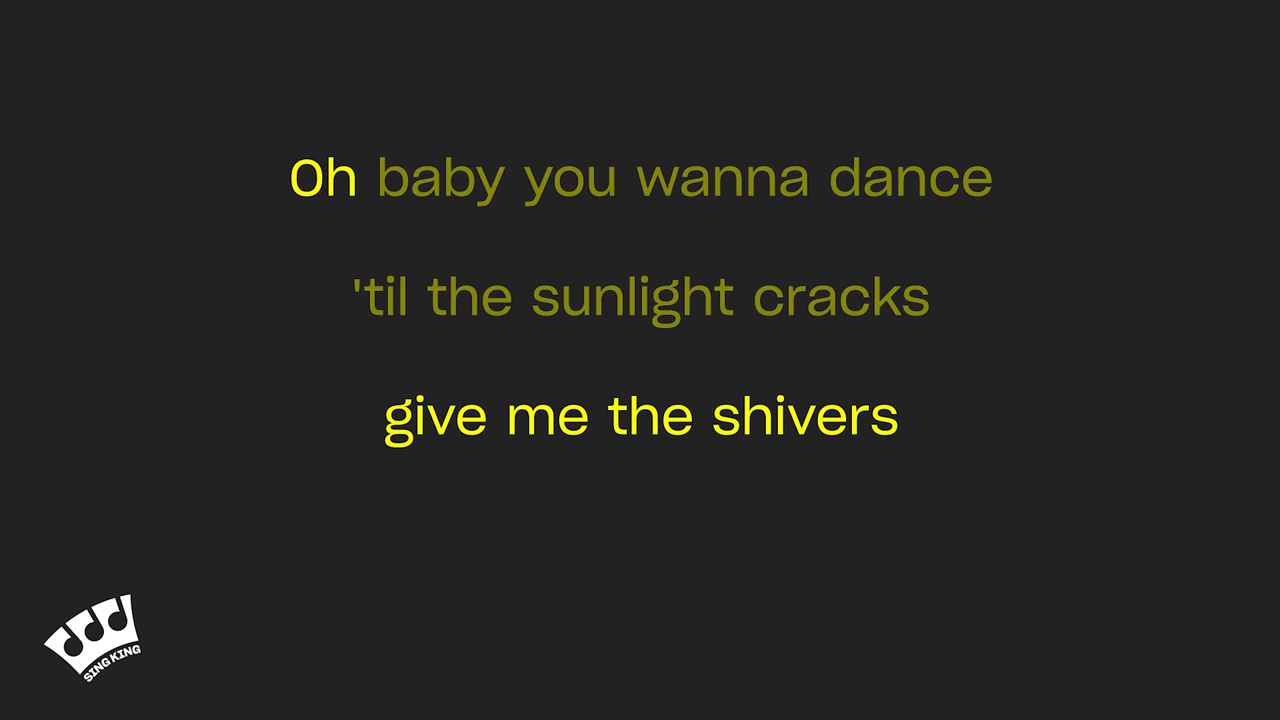 Oh baby you wanna dance
'til the sunlight cracks
give me the shivers
SING KING